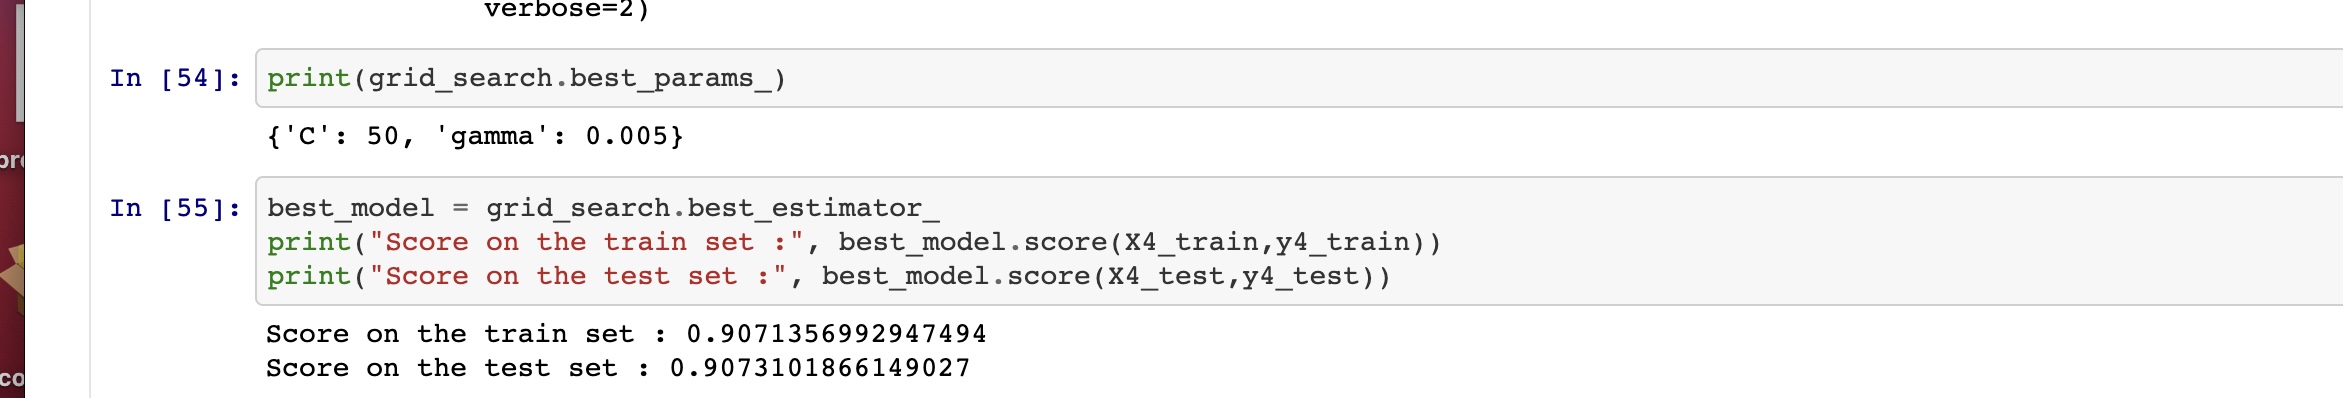 verbose=2)
In [54]: print(grid_search.best_params_)
{'C': 50, 'gamma': 0.005}
In [55]: best_model = grid_search.best_estimator_
print("Score on the train set :", best_model.score(X4_train,y4_train))
print("Score on the test set :", best_model.score(X4_test,y4_test))
Score on the train set : 0.9071356992947494
Score on the test set : 0.9073101866149027